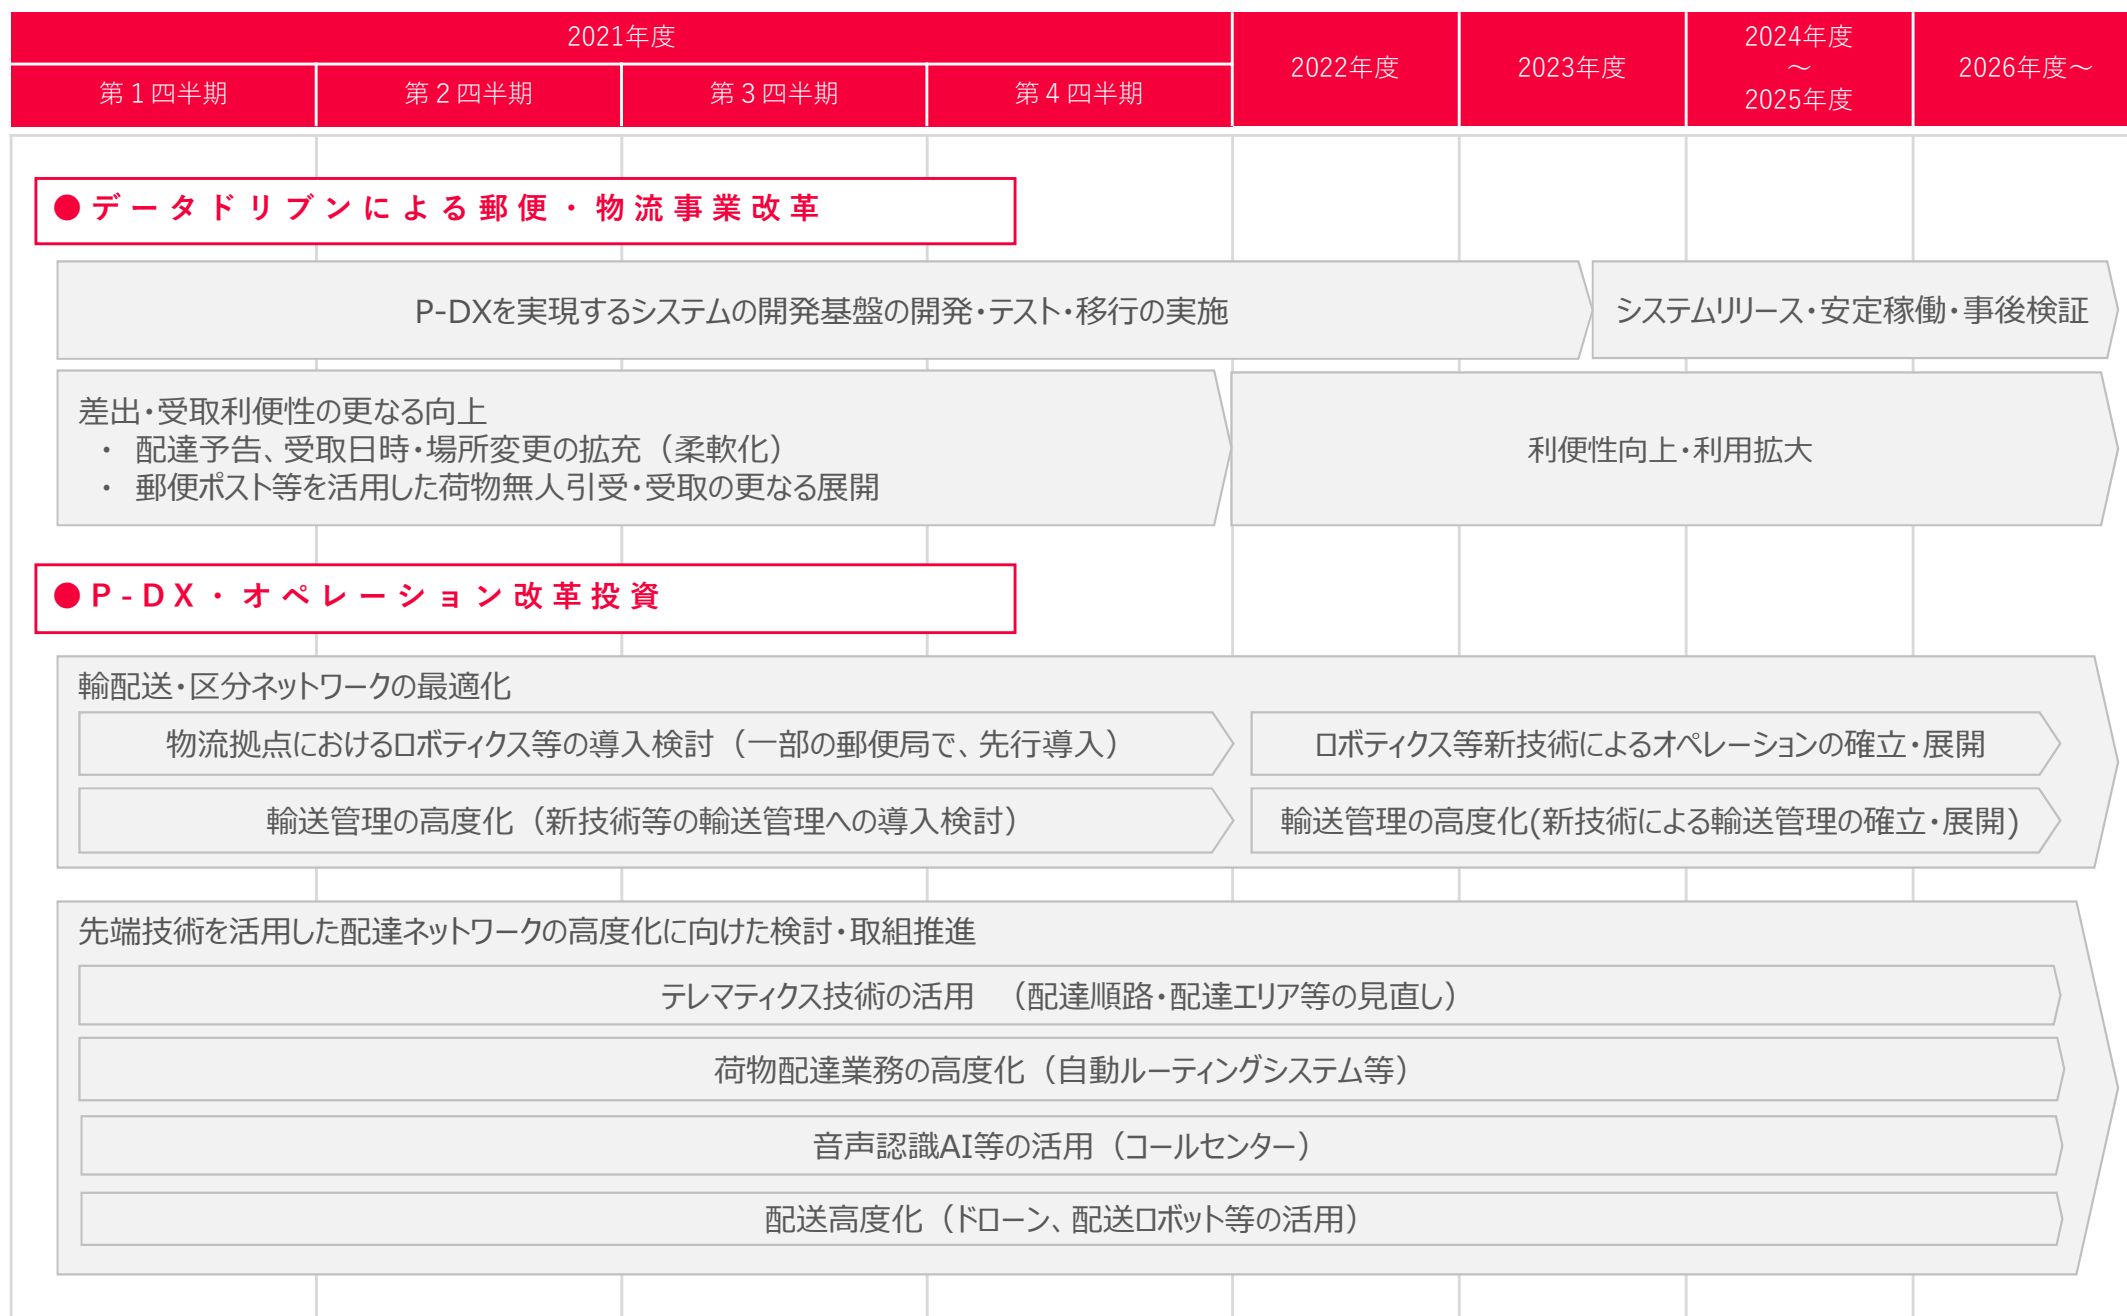 2021年度
第１四半期
第２四半期
第３四半期
第４四半期
2022年度
2023年度
2024年度
～
2025年度
2026年度～
●データドリブンによる郵便・物流事業改革
P-DXを実現するシステムの開発基盤の開発・テスト・移行の実施
システムリリース・安定稼働・事後検証
差出・受取利便性の更なる向上
・ 配達予告、受取日時・場所変更の拡充（柔軟化）
・ 郵便ポスト等を活用した荷物無人引受・受取の更なる展開
利便性向上・利用拡大
●P-DX・オペレーション改革投資
輸配送・区分ネットワークの最適化
物流拠点におけるロボティクス等の導入検討（一部の郵便局で、先行導入）
ロボティクス等新技術によるオペレーションの確立・展開
輸送管理の高度化（新技術等の輸送管理への導入検討）
輸送管理の高度化(新技術による輸送管理の確立・展開)
先端技術を活用した配達ネットワークの高度化に向けた検討・取組推進
テレマティクス技術の活用　（配達順路・配達エリア等の見直し）
荷物配達業務の高度化（自動ルーティングシステム等）
音声認識AI等の活用（コールセンター）
配送高度化（ドローン、配送ロボット等の活用）